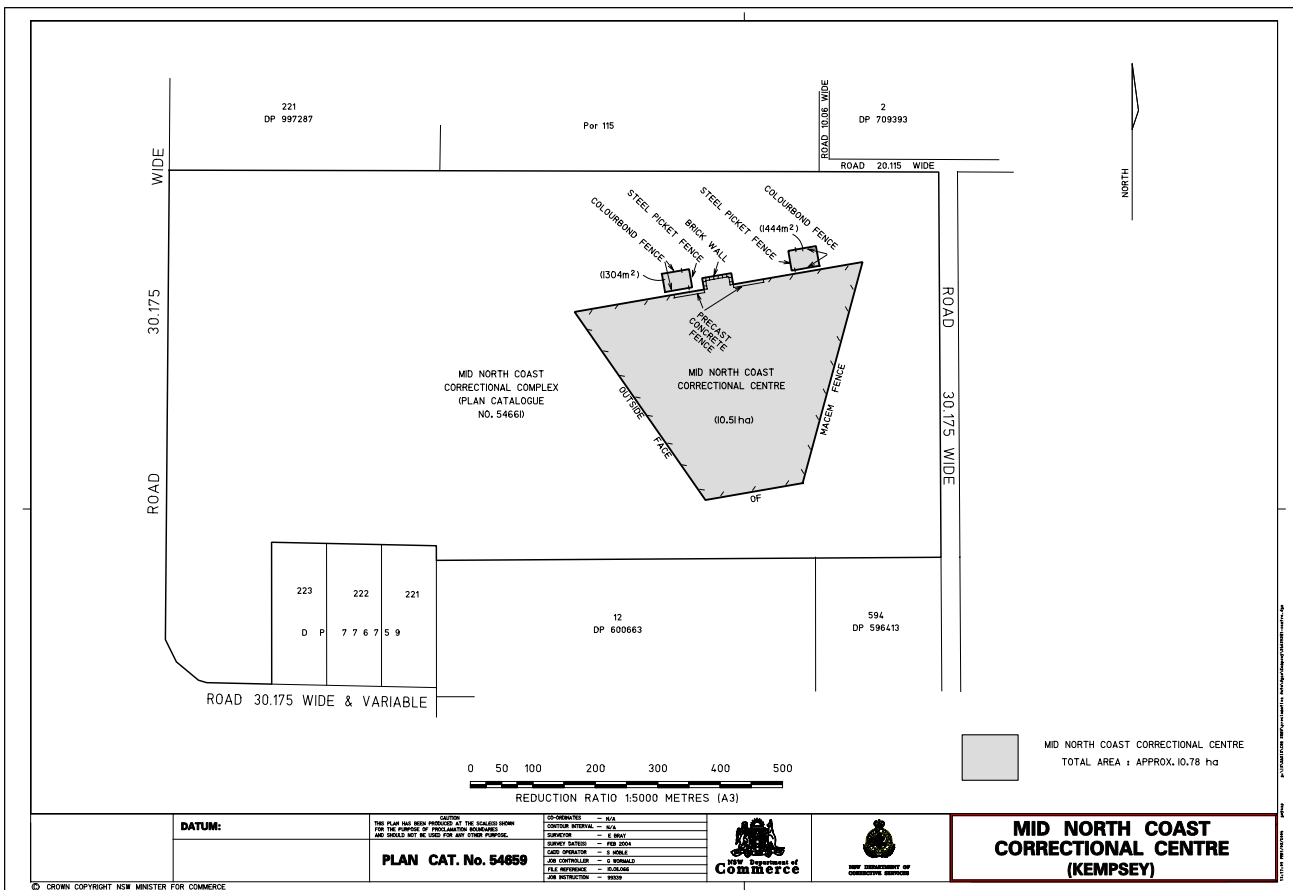 221
DP 997287
Por 115
ROAD 10.06 WIDE
2
DP 709393
ROAD 20.115 WIDE
NORTH
ROAD 30.175 WIDE
COLOURBOND FENCE
STEEL PICKET FENCE
BRICK WALL
STEEL PICKET FENCE
COLOURBOND FENCE
(1444m²)
(1304m²)
PRECAST
CONCRETE
FENCE
MID NORTH COAST
CORRECTIONAL COMPLEX
(PLAN CATALOGUE
NO. 54661)
MID NORTH COAST
CORRECTIONAL CENTRE
(10.51 ha)
OUTSIDE FACE OF MACEM FENCE
ROAD 30.175 WIDE
223
222
221
D P 7 7 6 7 5 9
12
DP 600663
594
DP 596413
ROAD 30.175 WIDE & VARIABLE
MID NORTH COAST CORRECTIONAL CENTRE
TOTAL AREA : APPROX. 10.78 ha
0 50 100 200 300 400 500
REDUCTION RATIO 1:5000 METRES (A3)
DATUM:
CAUTION
THIS PLAN HAS BEEN PRODUCED AT THE SCALE(S) SHOWN
FOR THE PURPOSE OF PROCLAMATION BOUNDARIES
AND SHOULD NOT BE USED FOR ANY OTHER PURPOSE.
PLAN CAT. No. 54659
CO-ORDINATES - N/A
CONTOUR INTERVAL - N/A
SURVEYOR - E BRAY
SURVEY DATE(S) - FEB 2004
CADD OPERATOR - S NOBLE
JOB CONTROLLER - G WORMALD
FILE REFERENCE -
JOB INSTRUCTION - 99339
NSW Department of
Commerce
NSW DEPARTMENT OF
CORRECTIVE SERVICES
MID NORTH COAST
CORRECTIONAL CENTRE
(KEMPSEY)
© CROWN COPYRIGHT NSW MINISTER FOR COMMERCE